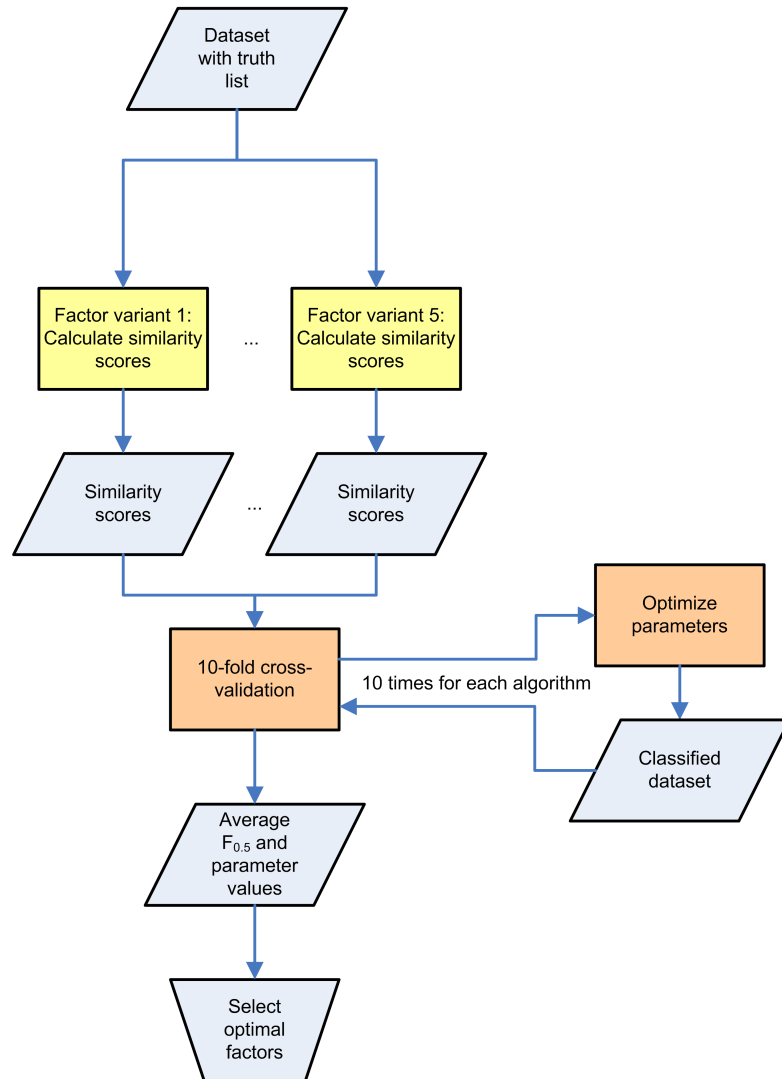 Dataset
with truth
list
Factor variant 1:
Calculate similarity
scores
...
Factor variant 5:
Calculate similarity
scores
Similarity
scores
...
Similarity
scores
Optimize
parameters
10-fold cross-
validation
10 times for each algorithm
Classified
dataset
Average
F0.5 and
parameter
values
Select
optimal
factors